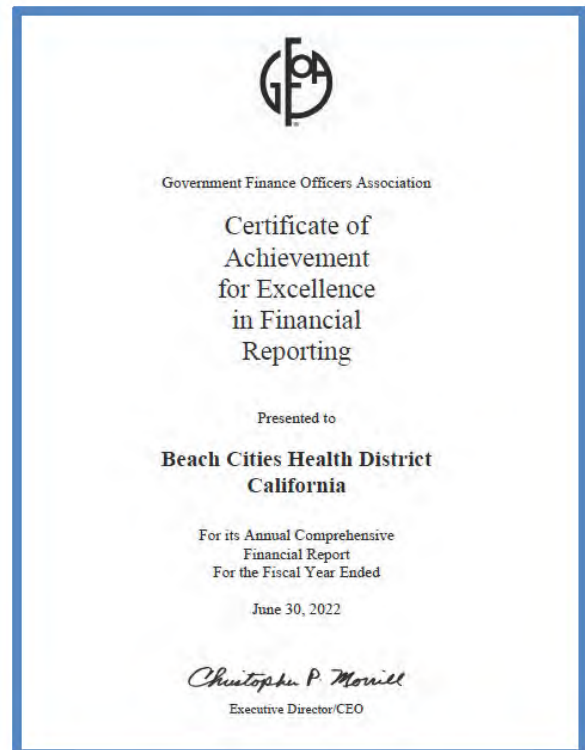 GFOA
Government Finance Officers Association
Certificate of
Achievement
for Excellence
in Financial
Reporting
Presented to
Beach Cities Health District
California
For its Annual Comprehensive
Financial Report
For the Fiscal Year Ended
June 30, 2022
Christopher P. Morrill
Executive Director/CEO